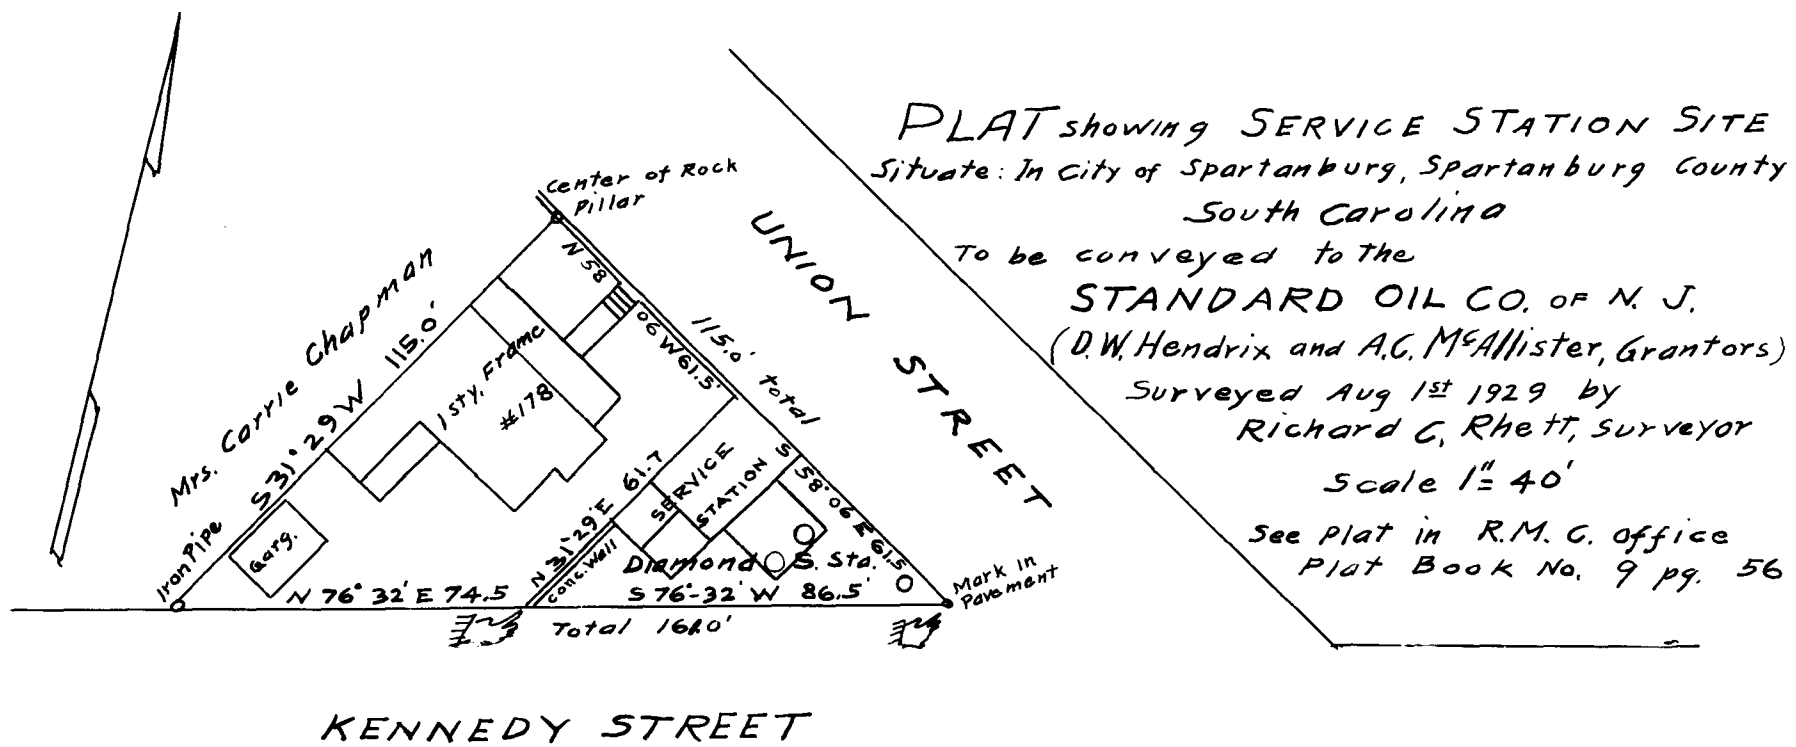 PLAT showing SERVICE STATION SITE
Situate: In City of Spartanburg, Spartanburg County
South Carolina
To be conveyed to the
STANDARD OIL CO. OF N. J.
(D.W. Hendrix and A.C. McAllister, Grantors)
Surveyed Aug 1st 1929 by
Richard C, Rhett, Surveyor
Scale 1"= 40'
See Plat in R.M.C. Office
Plat Book No. 9 pg. 56
Center of Rock
Pillar
UNION STREET
N 58
06 W 61.5'
115.0' total
S 58°06 E 61.5
Mrs. Carrie Chapman
S 31°29 W 115.0'
1 sty, Frame
#178
N 31°29'E 61.7
SERVICE
STATION
Conc. Wall
Diamond S. Sta.
Garg.
Iron Pipe
N 76° 32' E 74.5
S 76°-32' W 86.5'
Mark in
Pavement
Total 161.0'
KENNEDY STREET